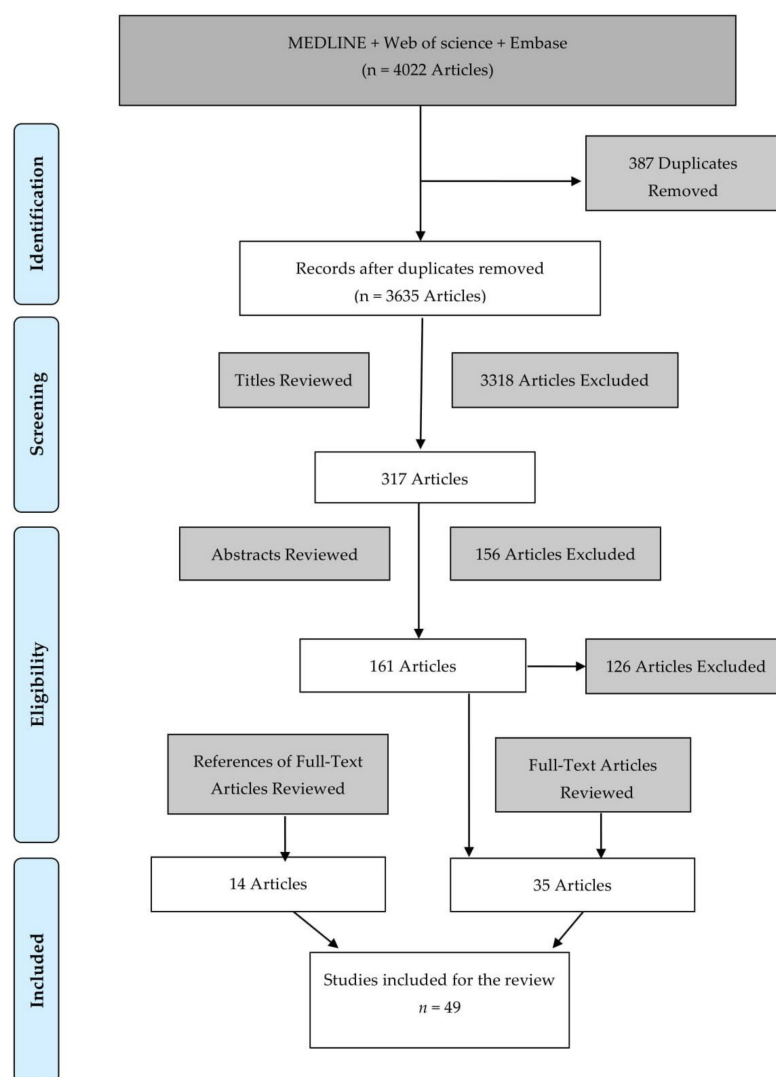 MEDLINE + Web of science + Embase
(n = 4022 Articles)
Identification
387 Duplicates
Removed
Records after duplicates removed
(n = 3635 Articles)
Screening
Titles Reviewed
3318 Articles Excluded
317 Articles
Eligibility
Abstracts Reviewed
156 Articles Excluded
161 Articles
126 Articles Excluded
References of Full-Text
Articles Reviewed
Full-Text Articles
Reviewed
Included
14 Articles
35 Articles
Studies included for the review
n = 49